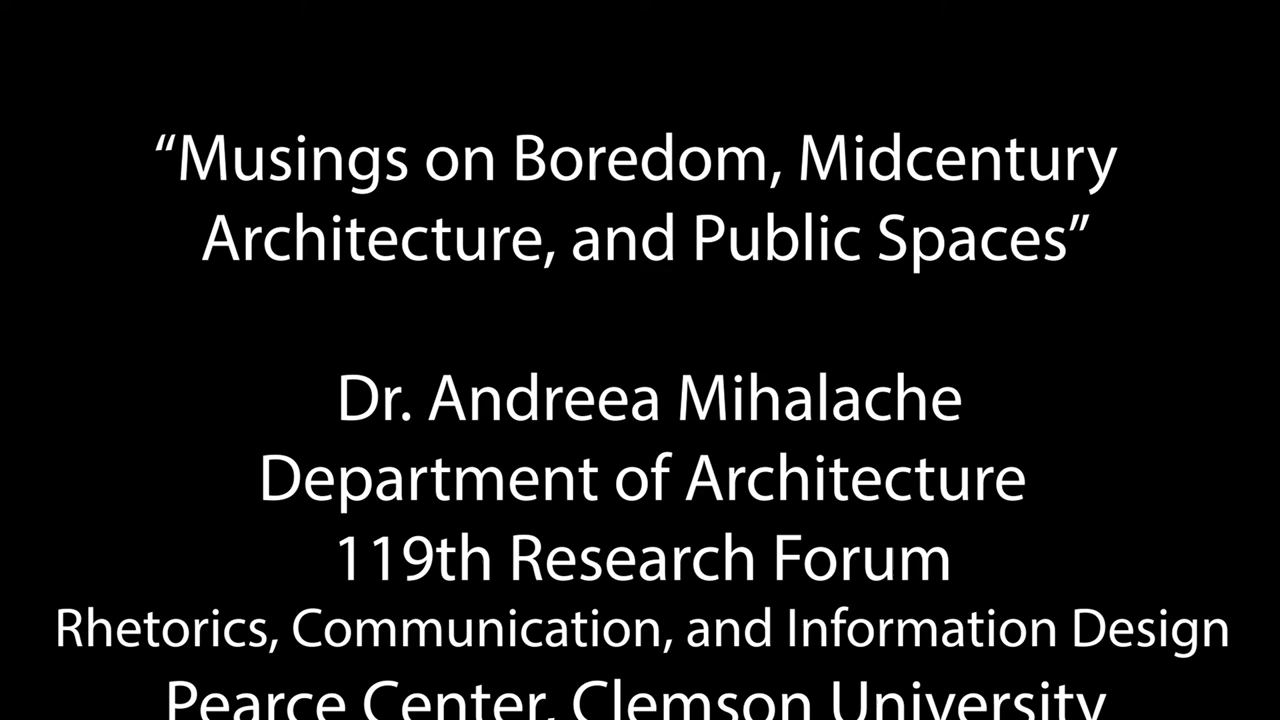 “Musings on Boredom, Midcentury
Architecture, and Public Spaces”
Dr. Andreea Mihalache
Department of Architecture
119th Research Forum
Rhetorics, Communication, and Information Design
Pearce Center, Clemson University